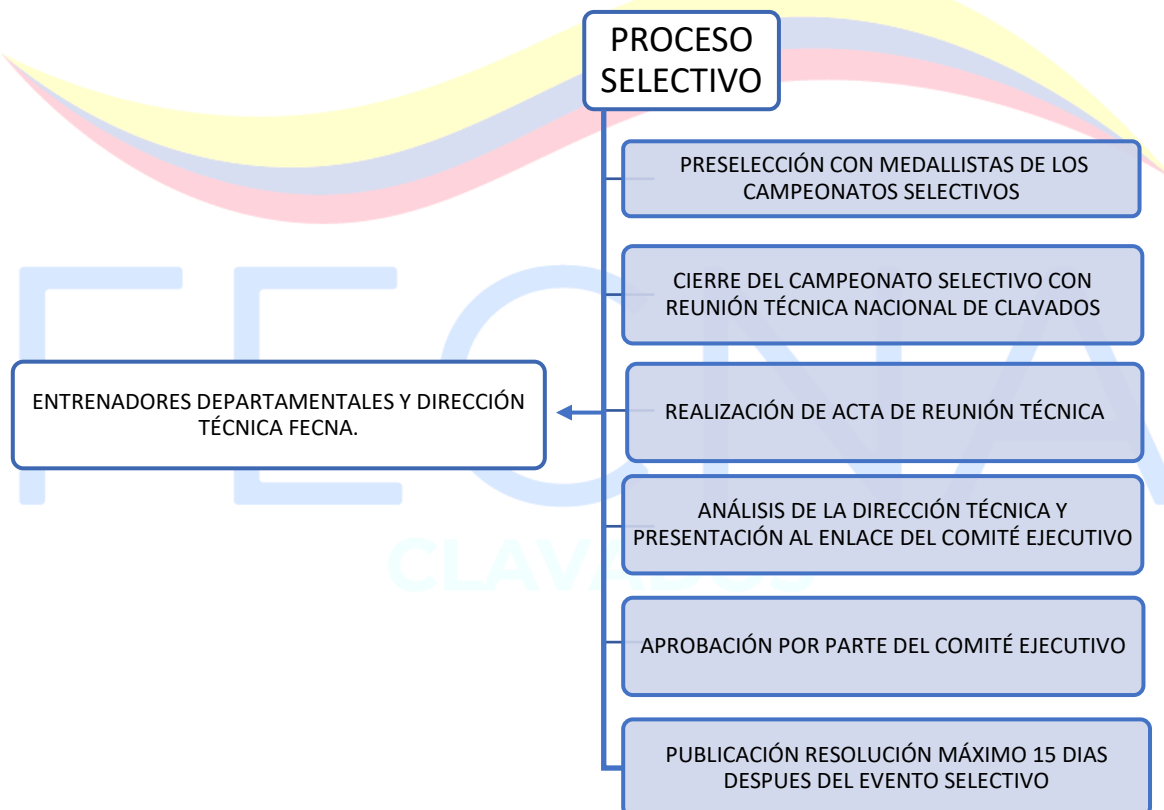 PROCESO
SELECTIVO
PRESELECCIÓN CON MEDALLISTAS DE LOS
CAMPEONATOS SELECTIVOS
CIERRE DEL CAMPEONATO SELECTIVO CON
REUNIÓN TÉCNICA NACIONAL DE CLAVADOS
ENTRENADORES DEPARTAMENTALES Y DIRECCIÓN
TÉCNICA FECNA.
REALIZACIÓN DE ACTA DE REUNIÓN TÉCNICA
ANÁLISIS DE LA DIRECCIÓN TÉCNICA Y
PRESENTACIÓN AL ENLACE DEL COMITÉ EJECUTIVO
APROBACIÓN POR PARTE DEL COMITÉ EJECUTIVO
PUBLICACIÓN RESOLUCIÓN MÁXIMO 15 DIAS
DESPUES DEL EVENTO SELECTIVO
FECNA
CLAVADOS